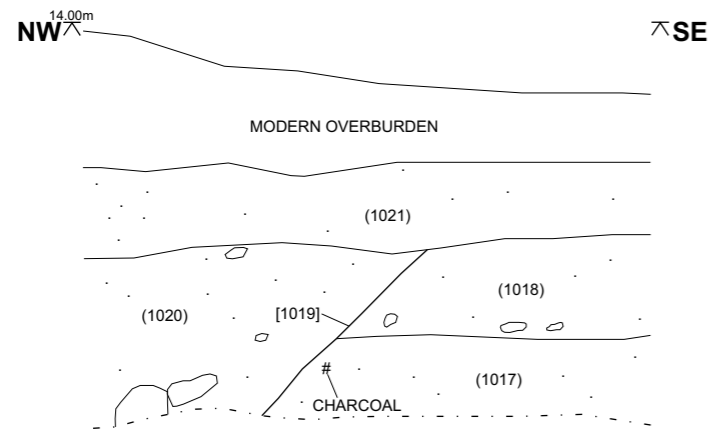 14.00m
NW SE
MODERN OVERBURDEN
(1021)
(1018)
(1020) [1019]
#
(1017)
CHARCOAL